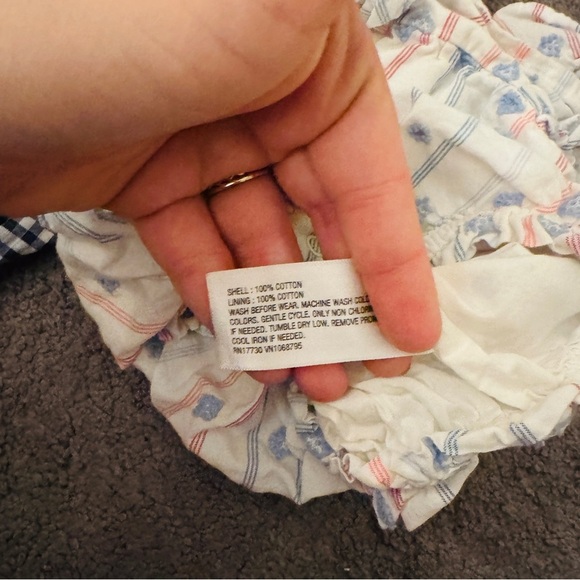 SHELL : 100% COTTON
LINING : 100% COTTON
WASH BEFORE WEAR. MACHINE WASH COLD
COLORS. GENTLE CYCLE. ONLY NON CHLORIN
IF NEEDED. TUMBLE DRY LOW. REMOVE PROM
COOL IRON IF NEEDED.
RN17730 VN1068795